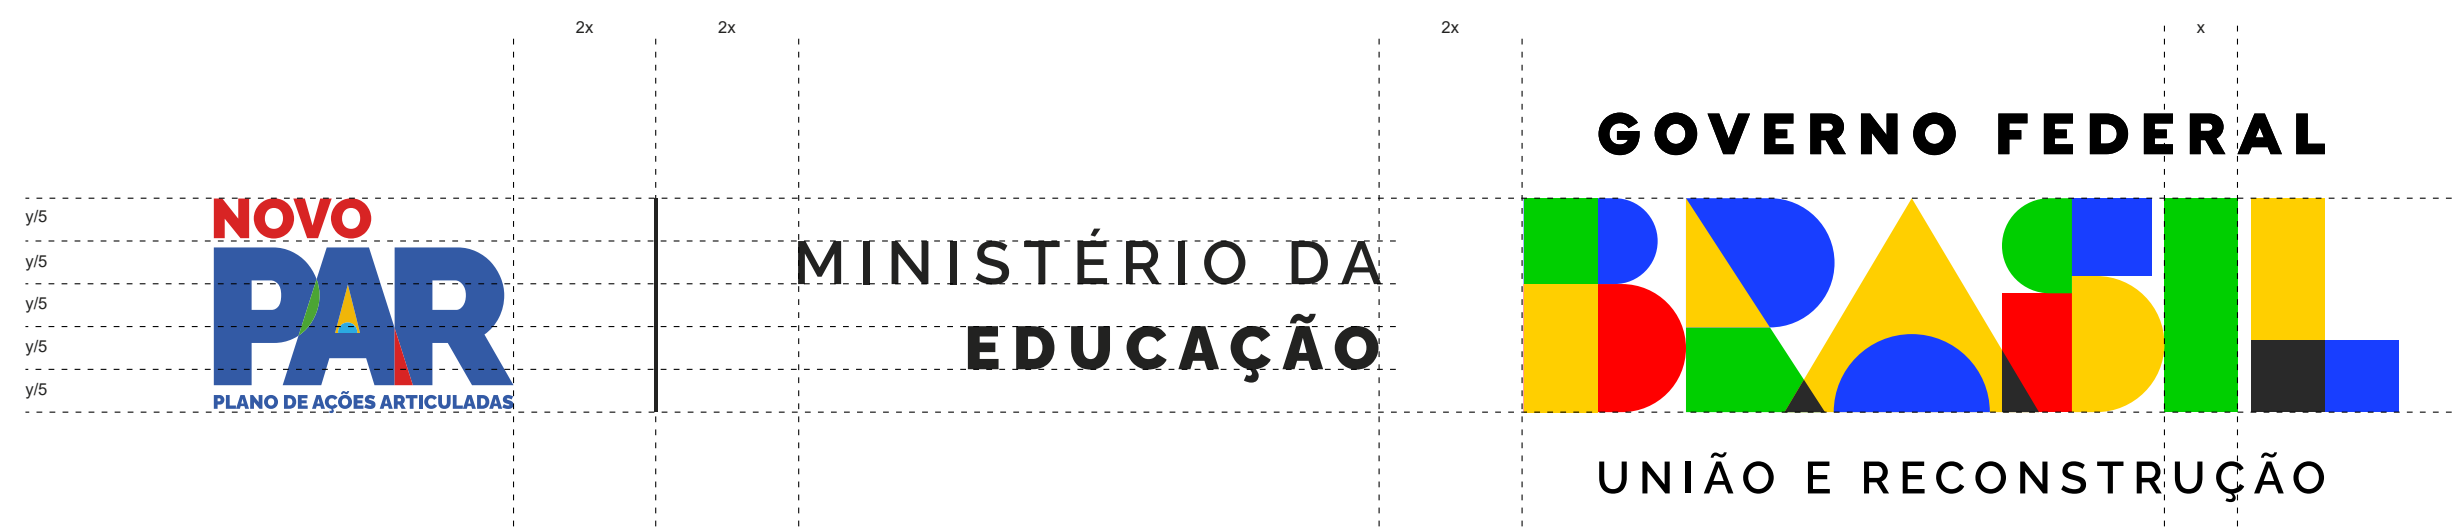 2x 2x 2x x
GOVERNO FEDERAL
y/5
y/5
y/5
y/5
y/5
NOVO
PAR
PLANO DE AÇÕES ARTICULADAS
MINISTÉRIO DA
EDUCAÇÃO
BRASIL
UNIÃO E RECONSTRUÇÃO